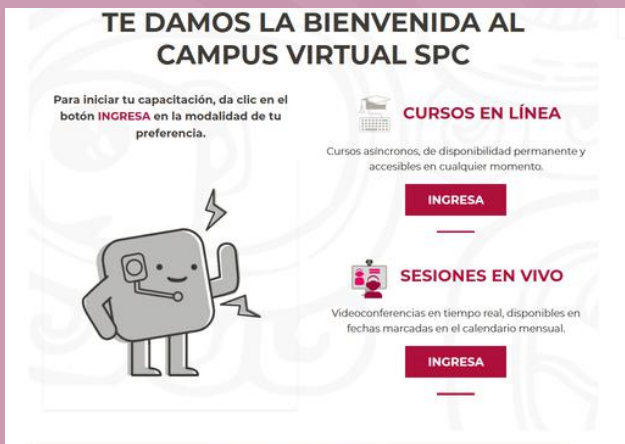 TE DAMOS LA BIENVENIDA AL
CAMPUS VIRTUAL SPC
Para iniciar tu capacitación, da clic en el
botón INGRESA en la modalidad de tu
preferencia.
CURSOS EN LÍNEA
Cursos asíncronos, de disponibilidad permanente y
accesibles en cualquier momento.
INGRESA
SESIONES EN VIVO
Videoconferencias en tiempo real, disponibles en
fechas marcadas en el calendario mensual.
INGRESA